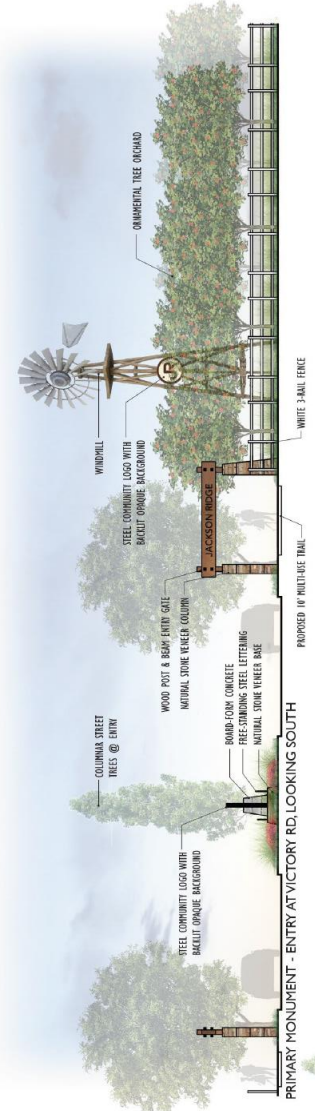 COLUMNAR STREET
TREES @ ENTRY
STEEL COMMUNITY LOGO WITH
BACKLIT OPAQUE BACKGROUND
BOARD-FORM CONCRETE
FREE-STANDING STEEL LETTERING
NATURAL STONE VENEER BASE
WOOD POST & BEAM ENTRY GATE
NATURAL STONE VENEER COLUMN
JACKSON RIDGE
WINDMILL
STEEL COMMUNITY LOGO WITH
BACKLIT OPAQUE BACKGROUND
JR
ORNAMENTAL TREE ORCHARD
WHITE 3-RAIL FENCE
PROPOSED 10' MULTI-USE TRAIL
PRIMARY MONUMENT - ENTRY AT VICTORY RD, LOOKING SOUTH